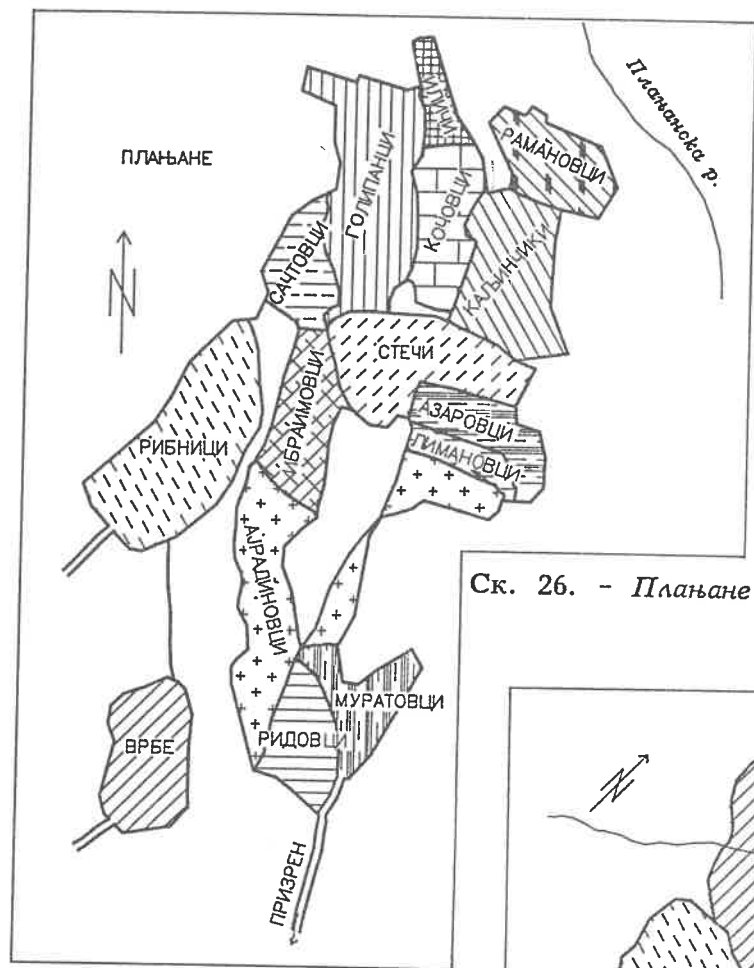 ПЛАЊАНЕ
Плањанска р.
РАМАНОВЦИ
ГОЛИПАНЦИ
КОЧОВЦИ
КАЉИНЧИКИ
САЧТОВЦИ
СТЕЧИ
ИБРАИМОВЦИ
АЗАРОВЦИ
ЛИМАНОВЦИ
РИБНИЦИ
АЈРАДИНОВЦИ
МУРАТОВЦИ
РИДОВЦИ
ВРБЕ
ПРИЗРЕН
N
Ск. 26. - Плањане
N